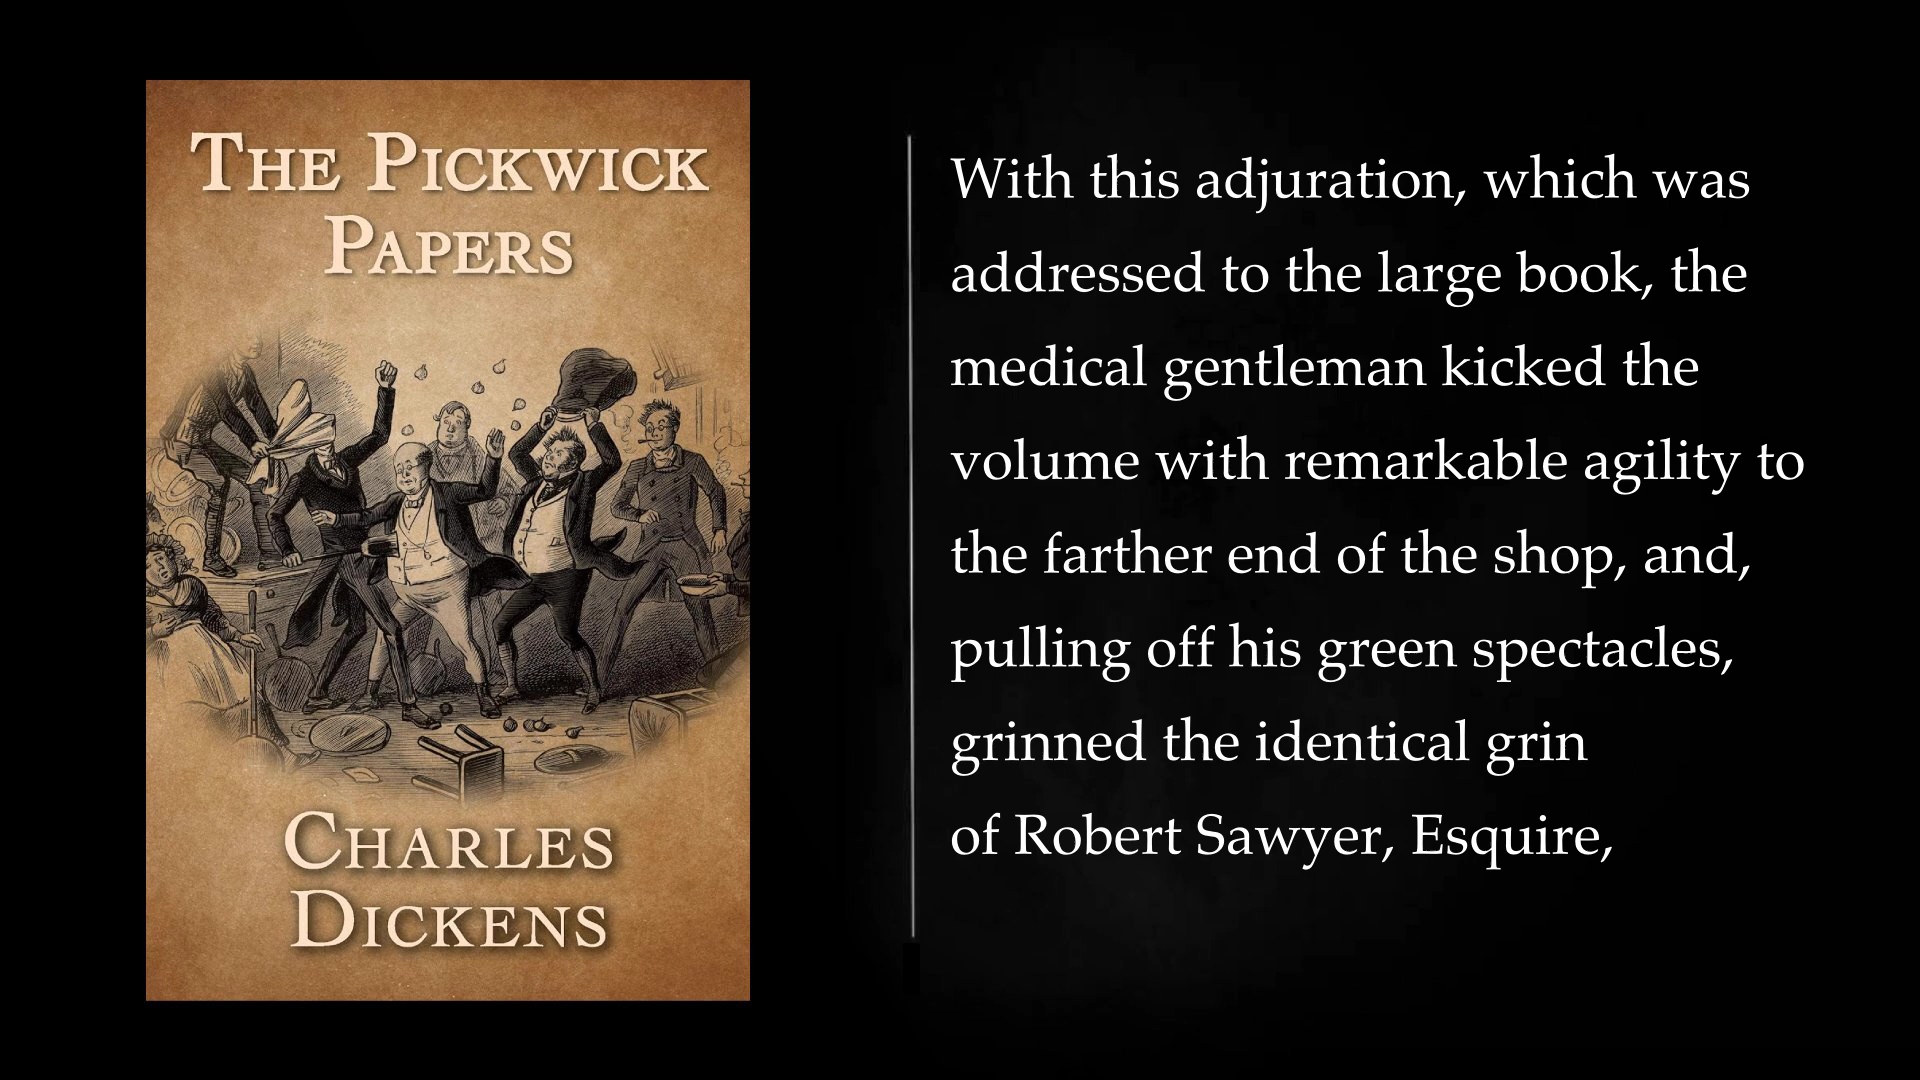 THE PICKWICK
PAPERS
CHARLES
DICKENS
With this adjuration, which was
addressed to the large book, the
medical gentleman kicked the
volume with remarkable agility to
the farther end of the shop, and,
pulling off his green spectacles,
grinned the identical grin
of Robert Sawyer, Esquire,